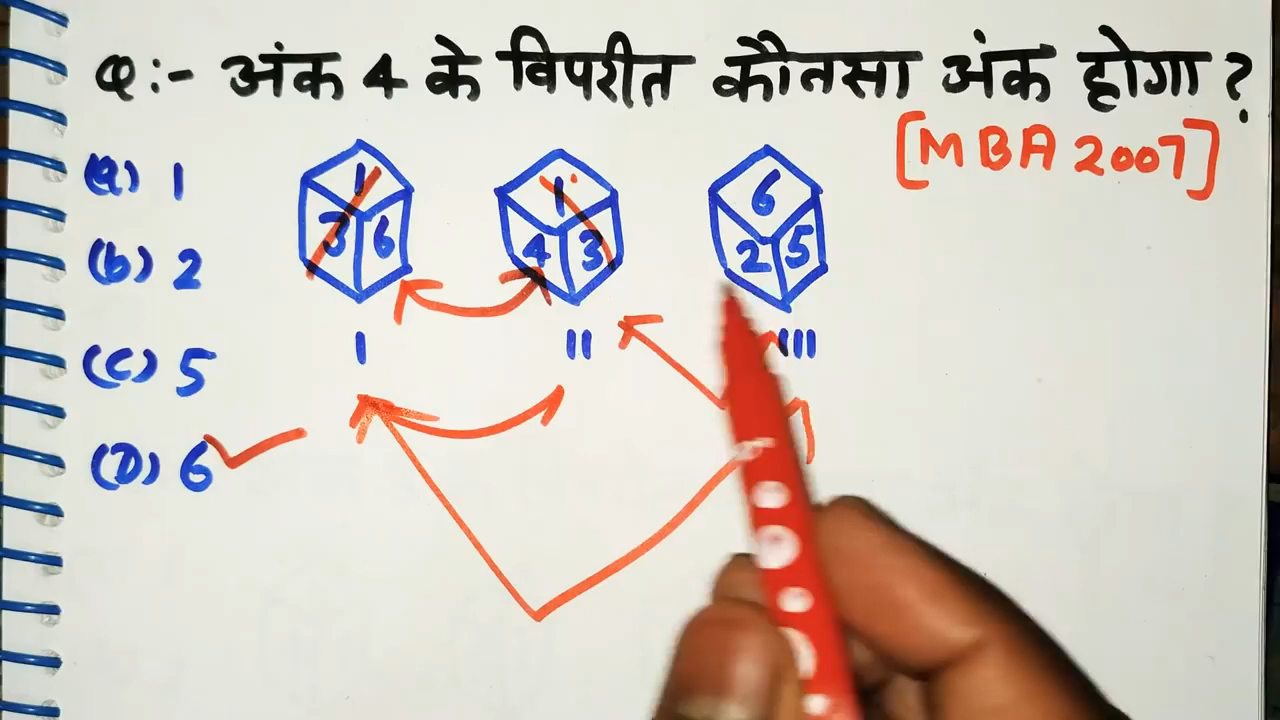 Q:- अंक 4 के विपरीत कौनसा अंक होगा ?
[MBA 2007]
(a) 1
(b) 2
(c) 5
(D) 6
1
3 6
I
1
4 3
II
6
2 5
III